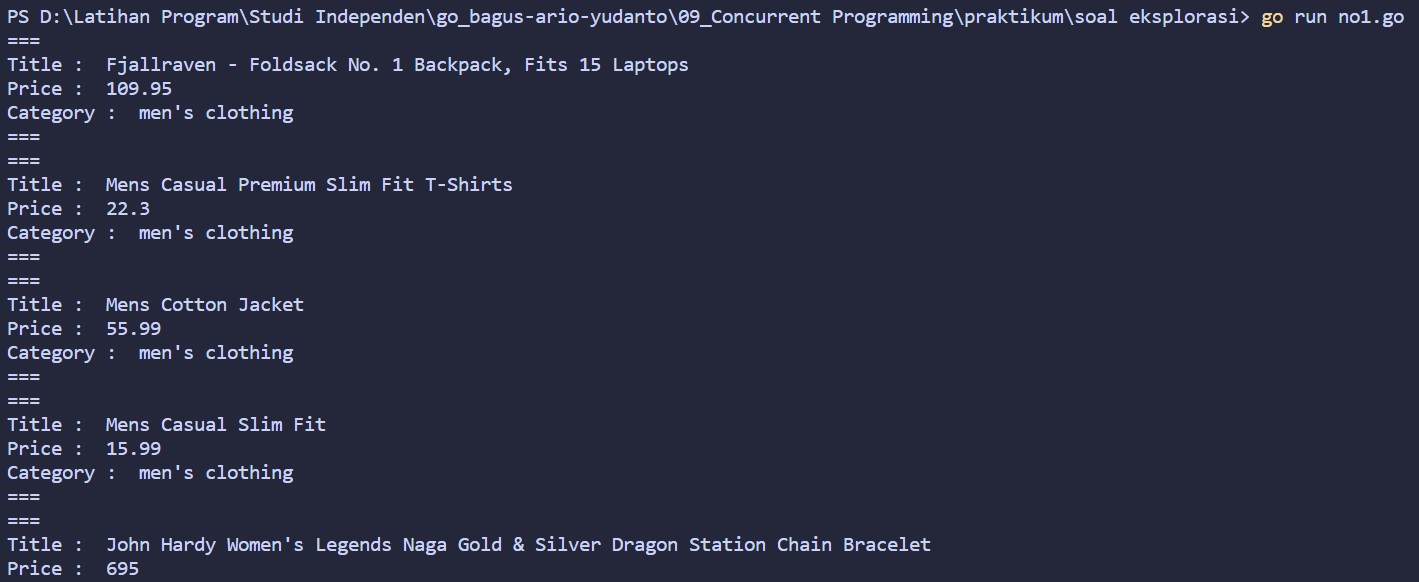 PS D:\Latihan Program\Studi Independen\go_bagus-ario-yudanto\09_Concurrent Programming\praktikum\soal eksplorasi> go run no1.go
===
Title :  Fjallraven - Foldsack No. 1 Backpack, Fits 15 Laptops
Price :  109.95
Category :  men's clothing
===
===
Title :  Mens Casual Premium Slim Fit T-Shirts
Price :  22.3
Category :  men's clothing
===
===
Title :  Mens Cotton Jacket
Price :  55.99
Category :  men's clothing
===
===
Title :  Mens Casual Slim Fit
Price :  15.99
Category :  men's clothing
===
===
Title :  John Hardy Women's Legends Naga Gold & Silver Dragon Station Chain Bracelet
Price :  695